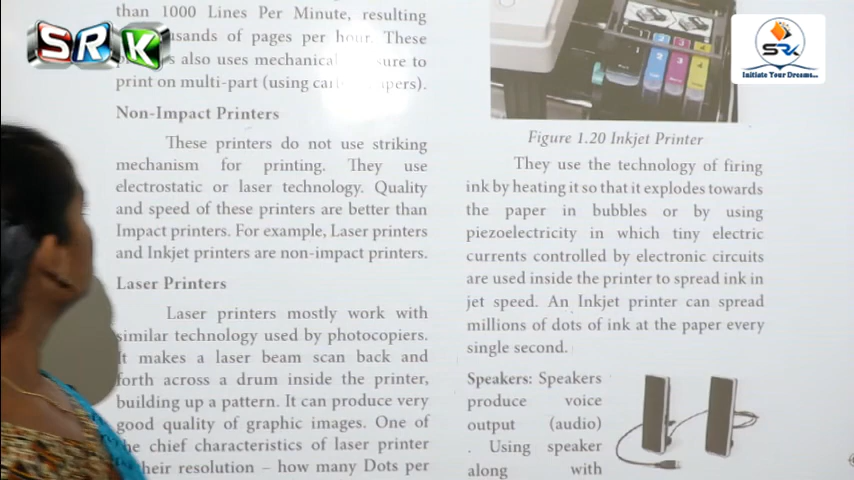 SRK
than 1000 Lines Per Minute, resulting
of pages per hour. These
also uses mechanical
print on multi-part (using
Non-Impact Printers
These printers do not use striking
mechanism for printing. They use
electrostatic or laser technology. Quality
and speed of these printers are better than
Impact printers. For example, Laser printers
and Inkjet printers are non-impact printers.
Laser Printers
Laser printers mostly work with
similar technology used by photocopiers.
It makes a laser beam scan back and
forth across a drum inside the printer,
building up a pattern. It can produce very
good quality of graphic images. One of
the chief characteristics of laser printer
their resolution – how many Dots per
SRK
Initiate Your Dreams...
2 3 4
2 3 4
Figure 1.20 Inkjet Printer
They use the technology of firing
ink by heating it so that it explodes towards
the paper in bubbles or by using
piezoelectricity in which tiny electric
currents controlled by electronic circuits
are used inside the printer to spread ink in
jet speed. An Inkjet printer can spread
millions of dots of ink at the paper every
single second.
Speakers: Speakers
produce voice
output (audio)
. Using speaker
along with